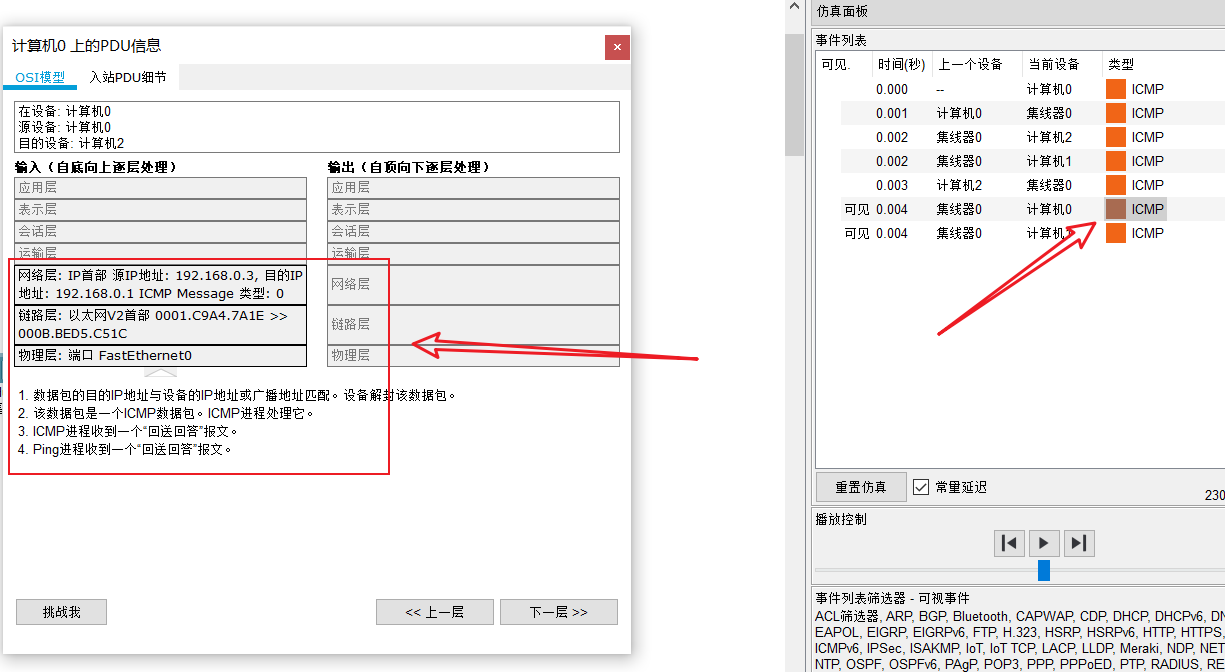 计算机0 上的PDU信息
OSI模型 入站PDU细节
在设备: 计算机0
源设备: 计算机0
目的设备: 计算机2
输入（自底向上逐层处理） 输出（自顶向下逐层处理）
应用层 应用层
表示层 表示层
会话层 会话层
运输层 运输层
网络层: IP首部 源IP地址: 192.168.0.3, 目的IP
地址: 192.168.0.1 ICMP Message 类型: 0
网络层
链路层: 以太网V2首部 0001.C9A4.7A1E >>
000B.BED5.C51C
链路层
物理层: 端口 FastEthernet0 物理层
1. 数据包的目的IP地址与设备的IP地址或广播地址匹配。设备解封该数据包。
2. 该数据包是一个ICMP数据包。ICMP进程处理它。
3. ICMP进程收到一个“回送回答”报文。
4. Ping进程收到一个“回送回答”报文。
挑战我 << 上一层 下一层 >>
仿真面板
事件列表
可见. 时间(秒) 上一个设备 当前设备 类型
0.000 -- 计算机0 ICMP
0.001 计算机0 集线器0 ICMP
0.002 集线器0 计算机2 ICMP
0.002 集线器0 计算机1 ICMP
0.003 计算机2 集线器0 ICMP
可见 0.004 集线器0 计算机0 ICMP
可见 0.004 集线器0 计算机 ICMP
重置仿真 常量延迟
230
播放控制
事件列表筛选器 - 可视事件
ACL筛选器, ARP, BGP, Bluetooth, CAPWAP, CDP, DHCP, DHCPv6, DN
EAPOL, EIGRP, EIGRPv6, FTP, H.323, HSRP, HSRPv6, HTTP, HTTPS,
ICMPv6, IPSec, ISAKMP, IoT, IoT TCP, LACP, LLDP, Meraki, NDP, NET
NTP, OSPF, OSPFv6, PAgP, POP3, PPP, PPPoED, PTP, RADIUS, RE